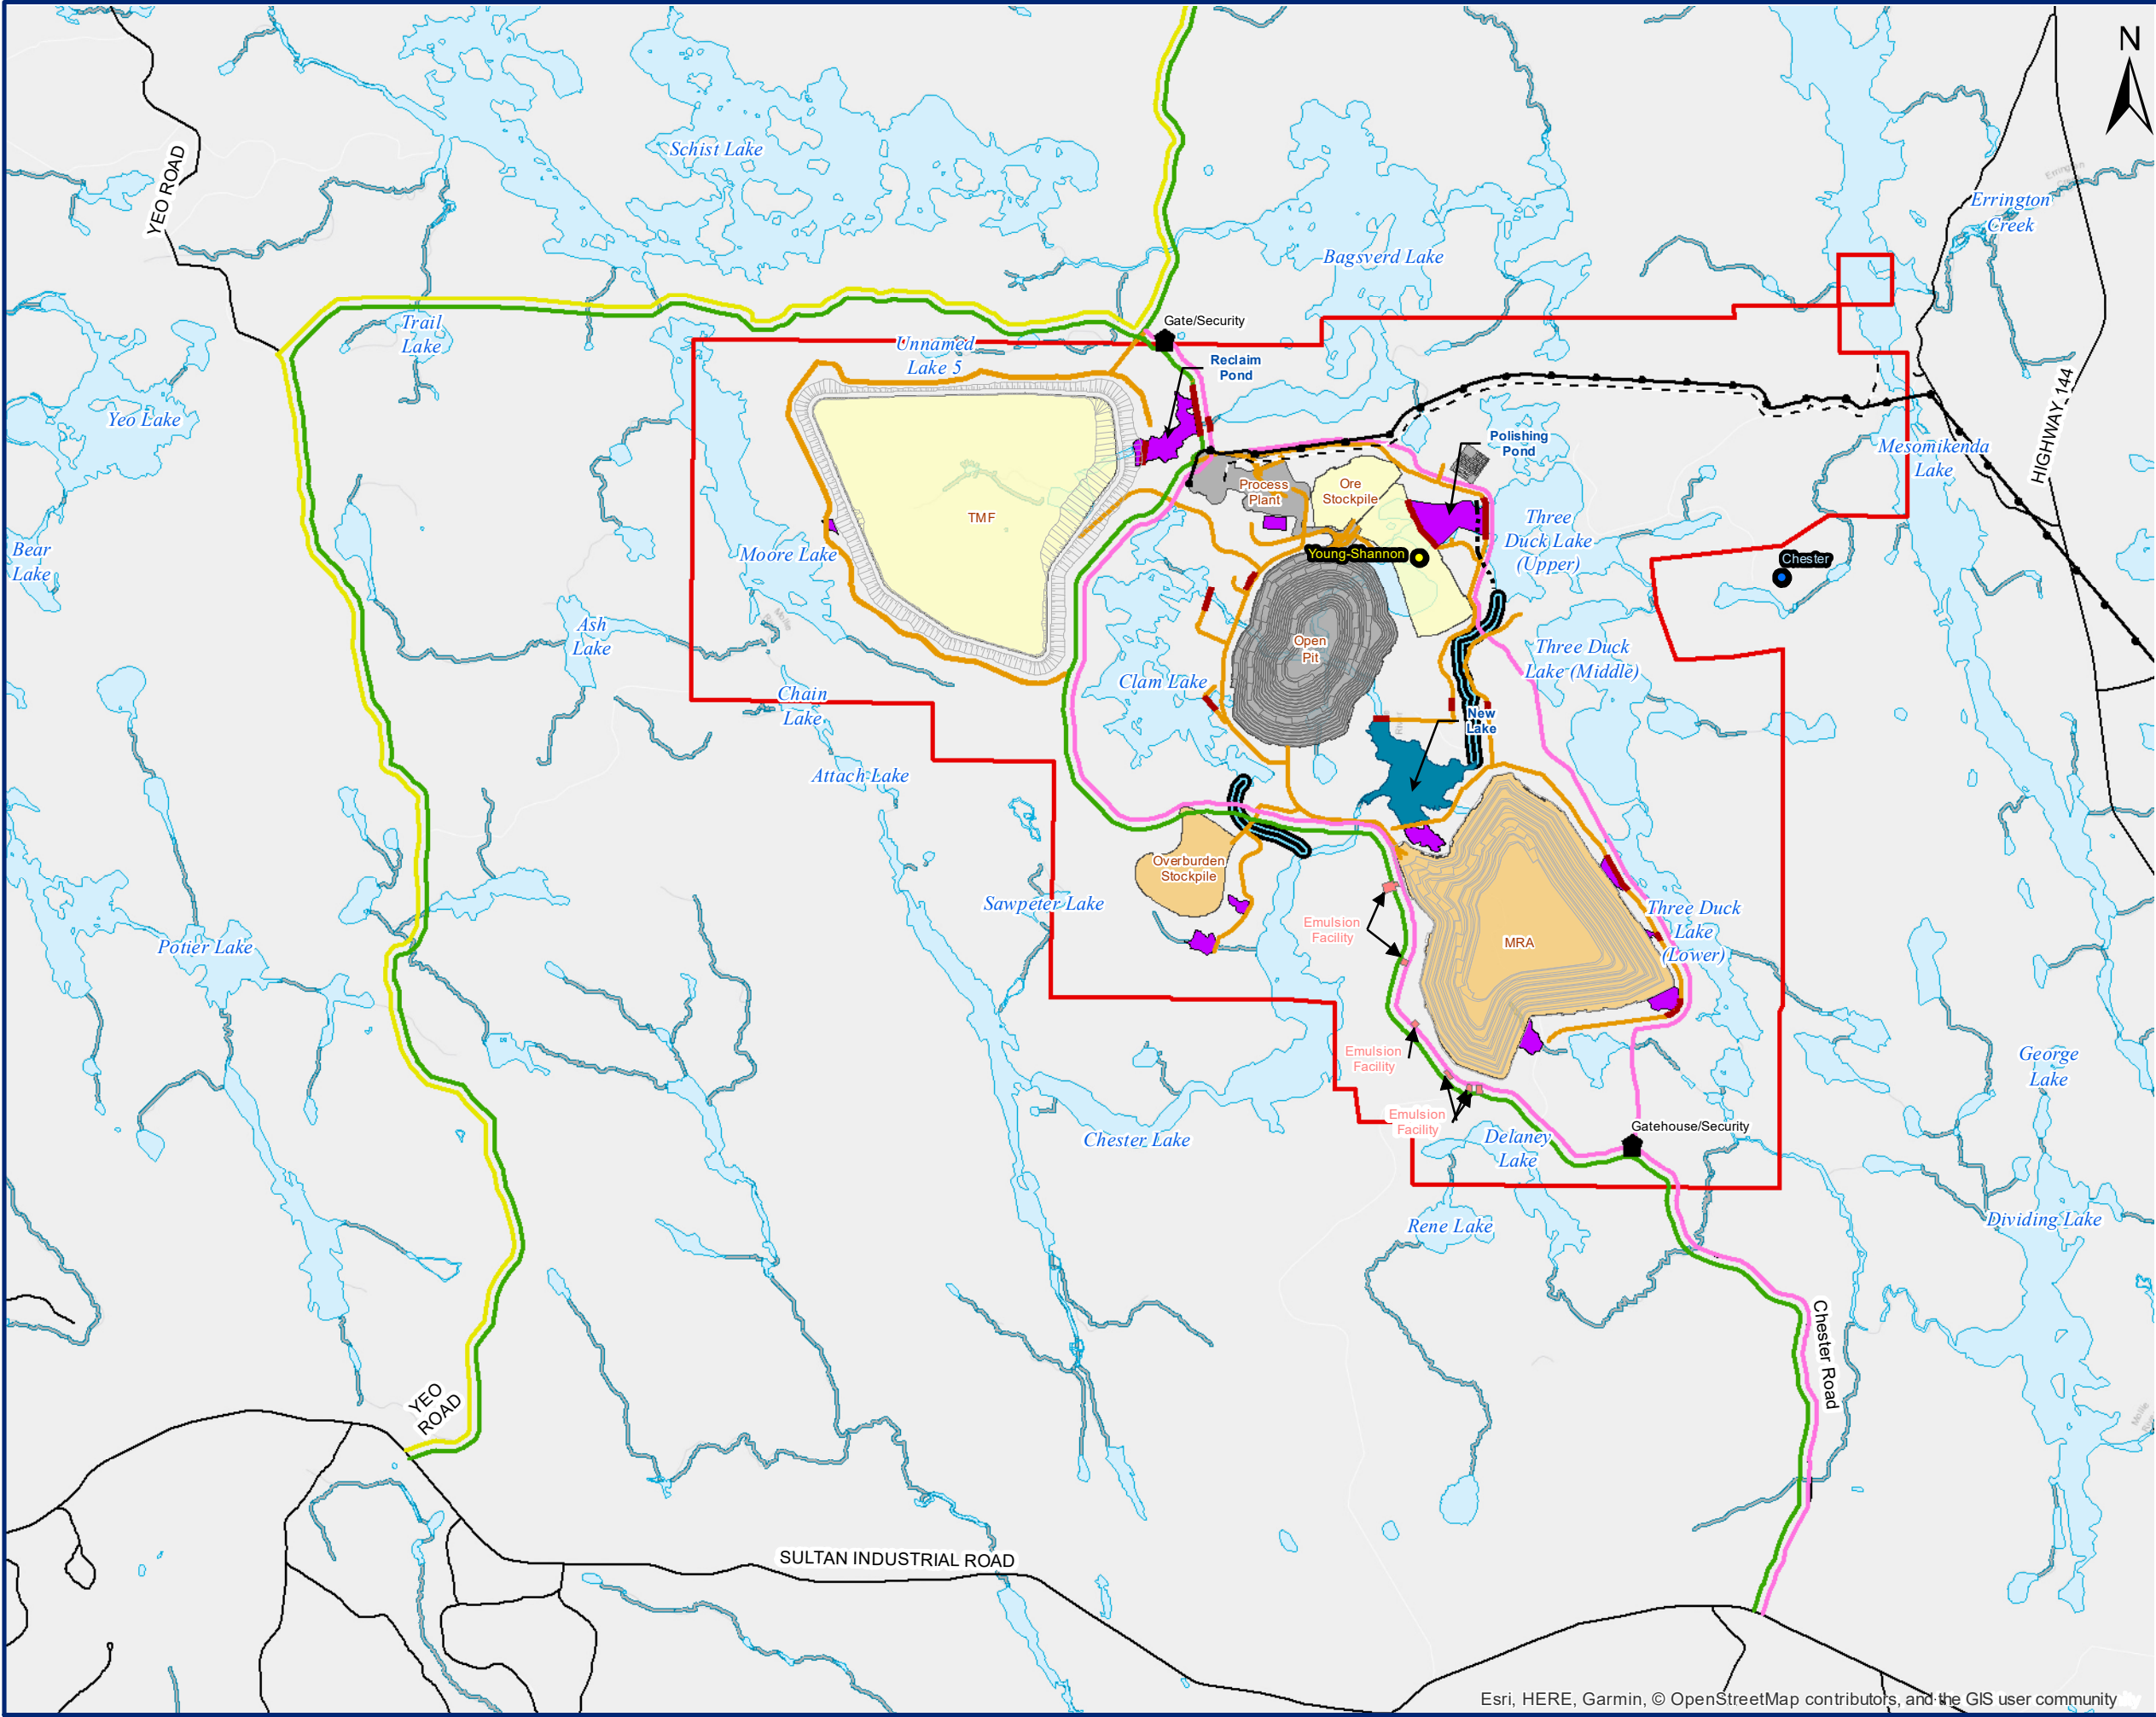 N
Schist Lake
YEO ROAD
Errington
Errington
Creek
Bagsverd Lake
Trail
Lake
Gate/Security
Unnamed
Lake 5
Reclaim
Pond
HIGHWAY 144
Yeo Lake
Polishing
Pond
Mesomikenda
Lake
Process
Plant
Ore
Stockpile
TMF
Three
Duck Lake
(Upper)
Bear
Lake
Moore Lake
Young-Shannon
Chester
Ash
Lake
Open
Pit
Three Duck
Lake (Middle)
Clam Lake
Chain
Lake
New
Lake
Attach Lake
Overburden
Stockpile
Sawpeter Lake
Emulsion
Facility
Three Duck
Lake
(Lower)
MRA
Potier Lake
Emulsion
Facility
George
Lake
Emulsion
Facility
Gatehouse/Security
Chester Lake
Delaney
Lake
Rene Lake
Dividing Lake
Chester Road
YEO
ROAD
SULTAN INDUSTRIAL ROAD
Esri, HERE, Garmin, © OpenStreetMap contributors, and the GIS user community